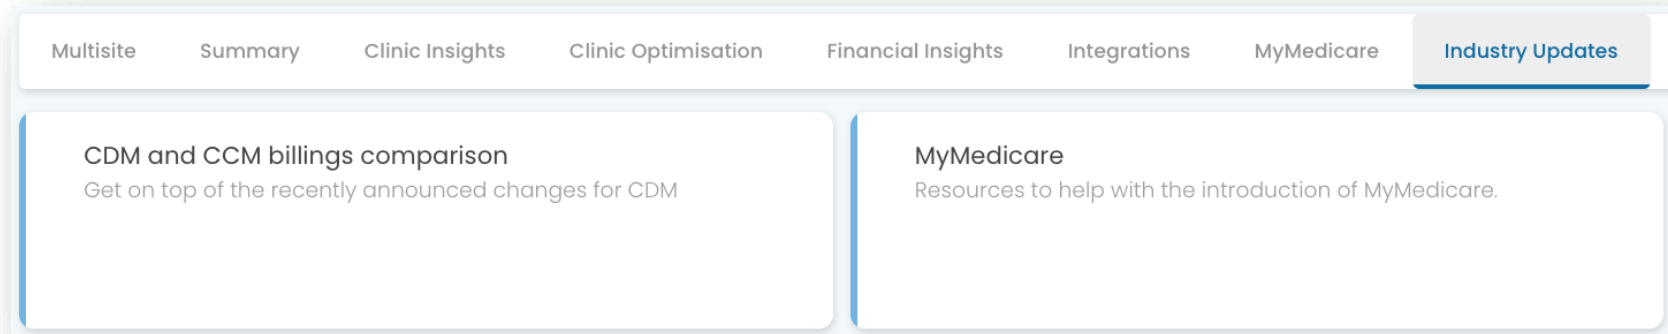 Multisite Summary Clinic Insights Clinic Optimisation Financial Insights Integrations MyMedicare Industry Updates
CDM and CCM billings comparison
Get on top of the recently announced changes for CDM
MyMedicare
Resources to help with the introduction of MyMedicare.